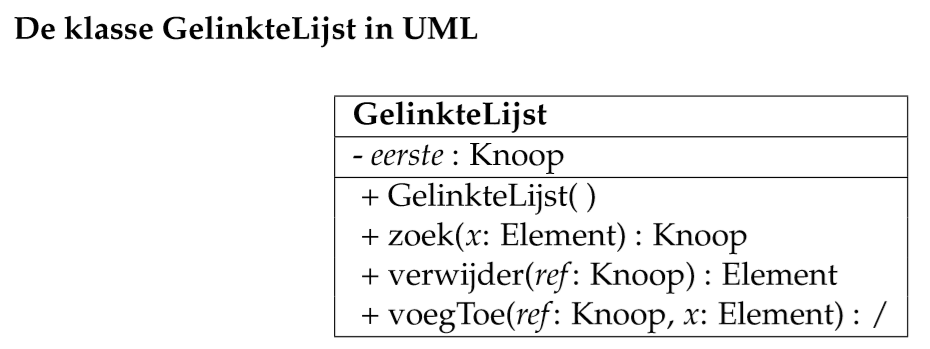 De klasse GelinkteLijst in UML
GelinkteLijst
- eerste : Knoop
+ GelinkteLijst( )
+ zoek(x: Element) : Knoop
+ verwijder(ref: Knoop) : Element
+ voegToe(ref: Knoop, x: Element) : /